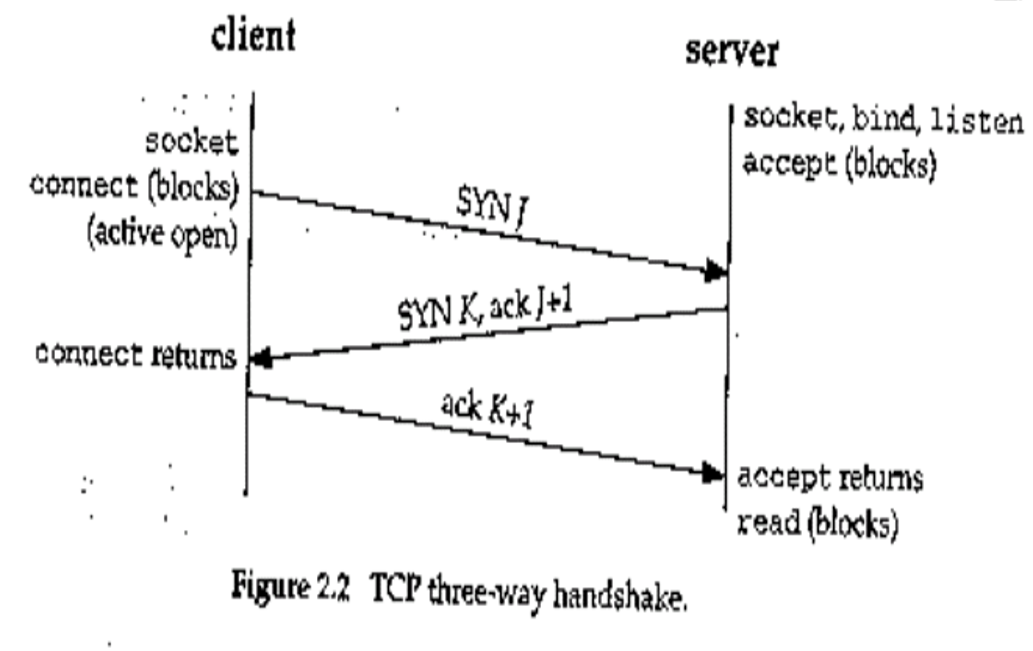 client
server
socket
connect (blocks)
(active open)
socket, bind, listen
accept (blocks)
SYN J
SYN K, ack J+1
connect returns
ack K+1
accept returns
read (blocks)
Figure 2.2 TCP three-way handshake.